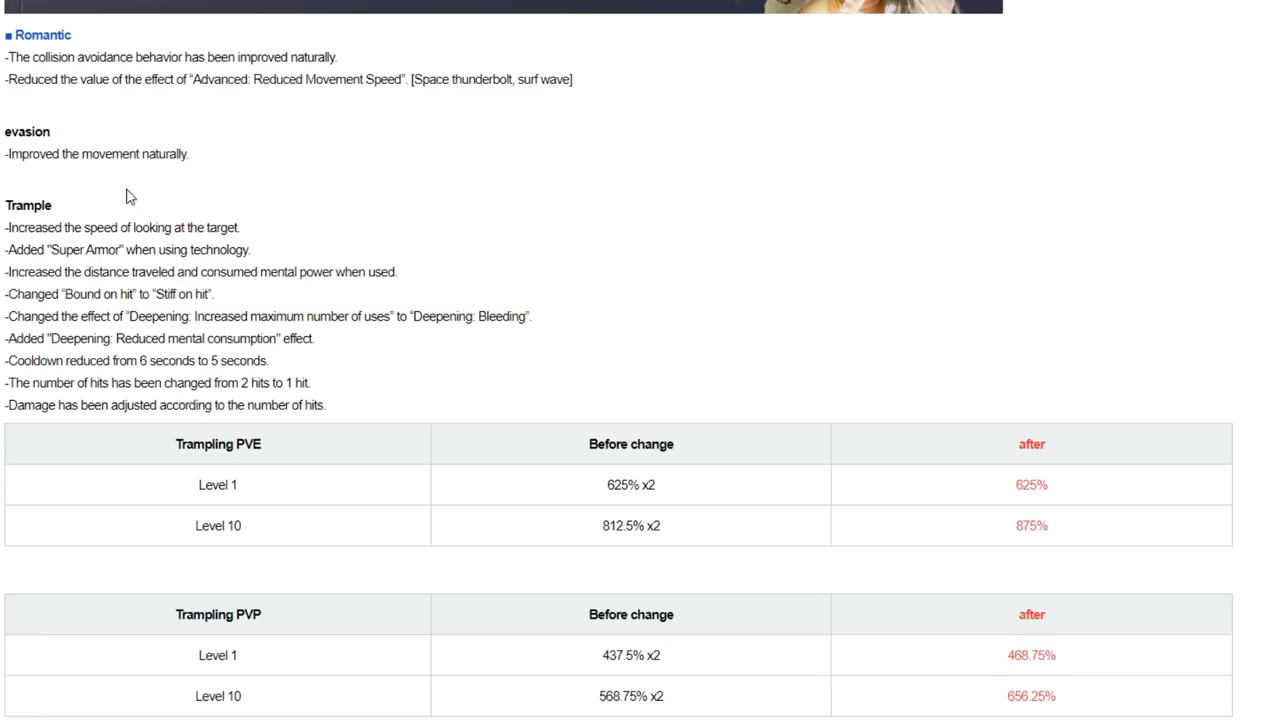 ■ Romantic
-The collision avoidance behavior has been improved naturally.
-Reduced the value of the effect of “Advanced: Reduced Movement Speed”. [Space thunderbolt, surf wave]
evasion
-Improved the movement naturally.
Trample
-Increased the speed of looking at the target.
-Added "Super Armor" when using technology.
-Increased the distance traveled and consumed mental power when used.
-Changed “Bound on hit” to “Stiff on hit”.
-Changed the effect of “Deepening: Increased maximum number of uses” to “Deepening: Bleeding”.
-Added "Deepening: Reduced mental consumption" effect.
-Cooldown reduced from 6 seconds to 5 seconds.
-The number of hits has been changed from 2 hits to 1 hit.
-Damage has been adjusted according to the number of hits.
Trampling PVE Before change after
Level 1 625% x2 625%
Level 10 812.5% x2 875%
Trampling PVP Before change after
Level 1 437.5% x2 468.75%
Level 10 568.75% x2 656.25%